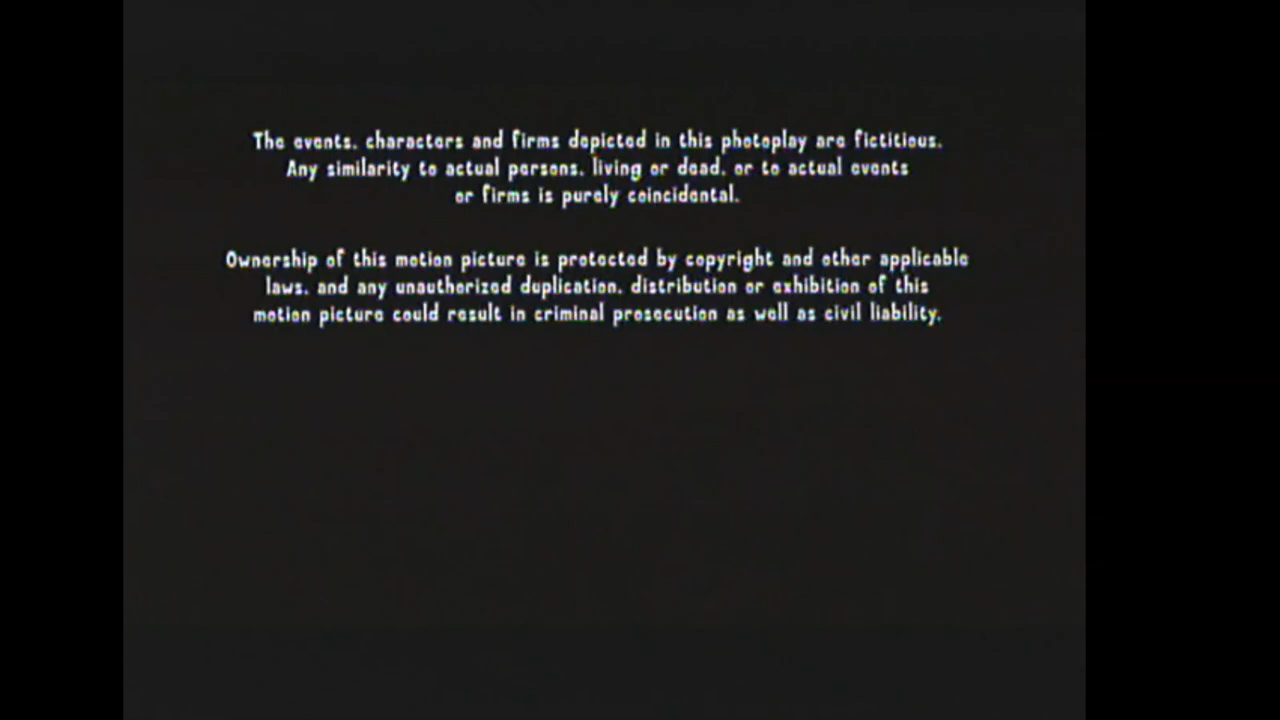 The events, characters and firms depicted in this photoplay are fictitious.
Any similarity to actual persons, living or dead, or to actual events
or firms is purely coincidental.
Ownership of this motion picture is protected by copyright and other applicable
laws, and any unauthorized duplication, distribution or exhibition of this
motion picture could result in criminal prosecution as well as civil liability.